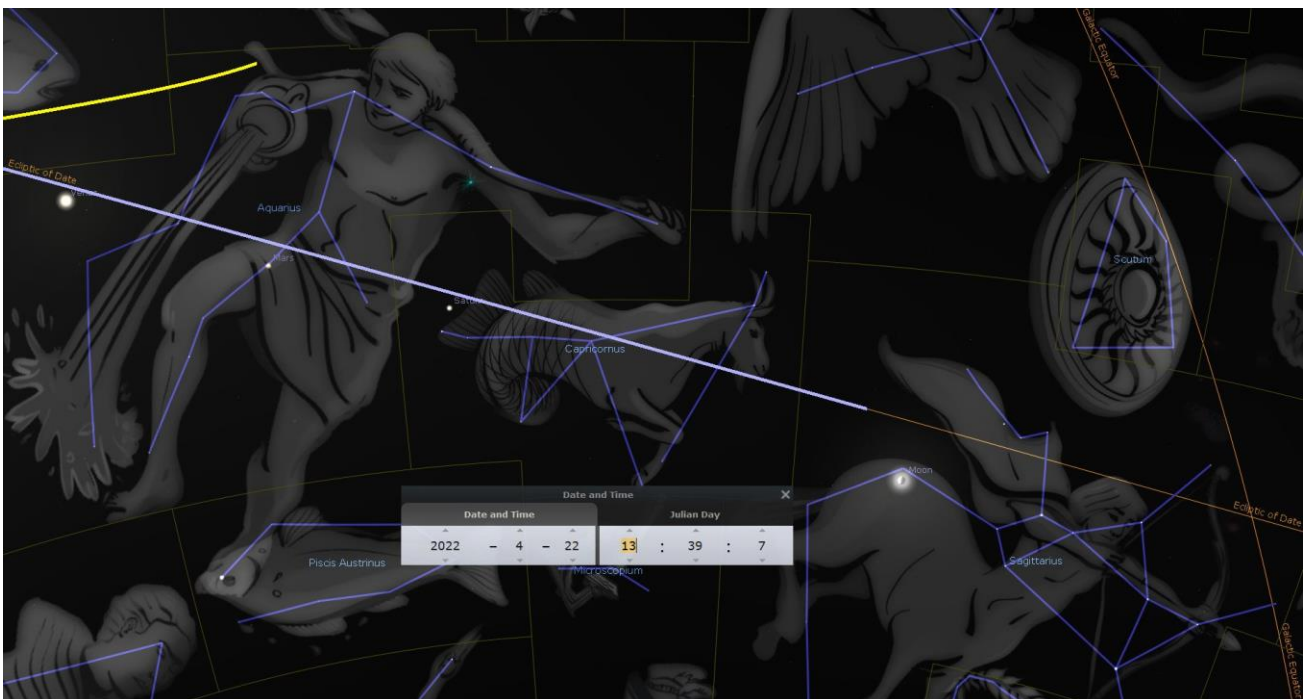 Galactic Equator
Ecliptic of Date
Venus
Aquarius
Mars
Scutum
Saturn
Capricornus
Moon
Date and Time
Date and Time
Julian Day
2022 - 4 - 22 13 : 39 : 7
Ecliptic of Date
Piscis Austrinus
Microscopium
Sagittarius
Galactic Equator